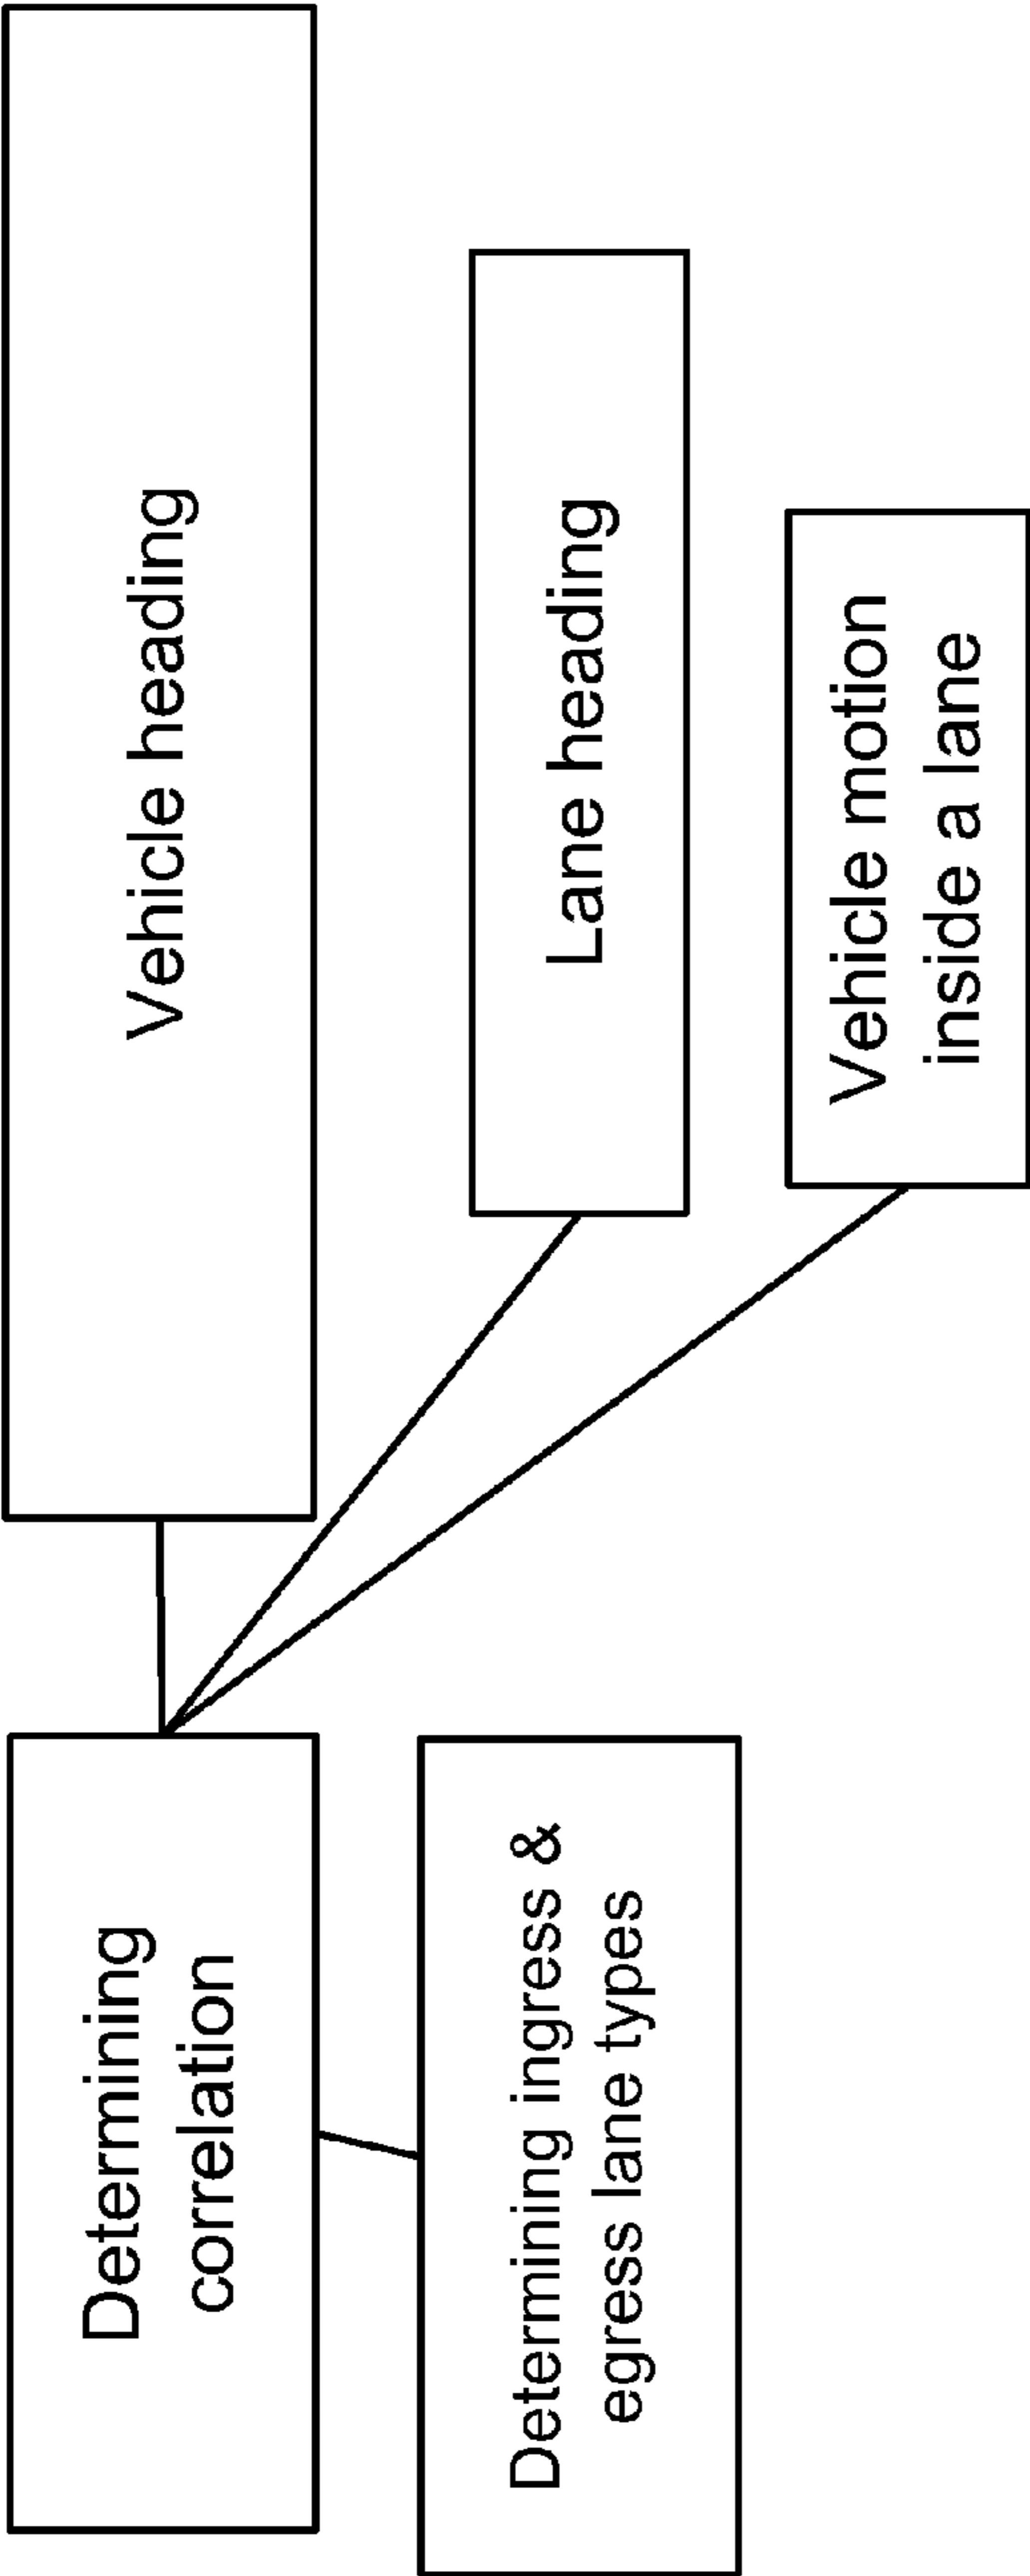 Determining
correlation
Vehicle heading
Determining ingress &
egress lane types
Lane heading
Vehicle motion
inside a lane